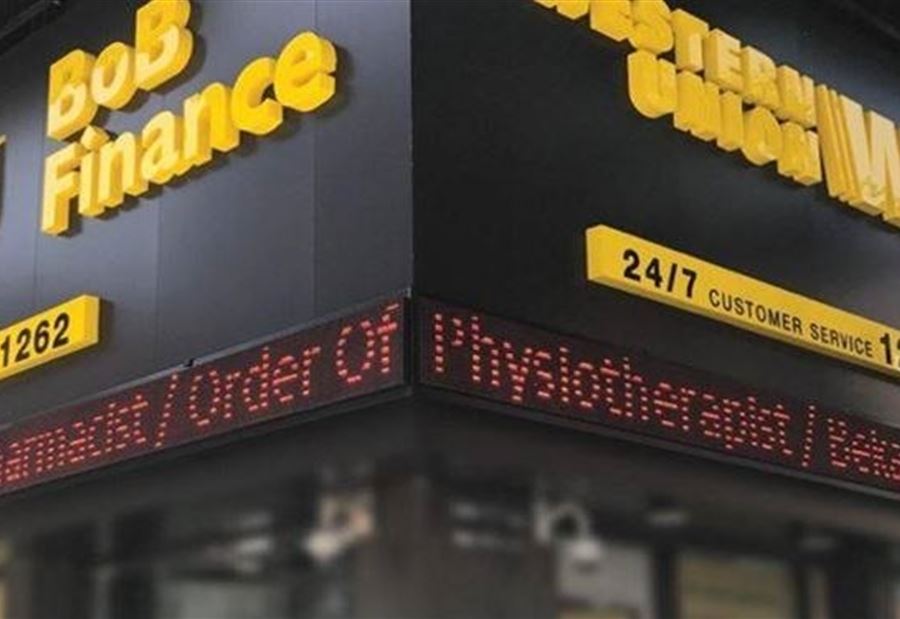 BoB
Finance
1262
WESTERN
UNION
W
24/7 CUSTOMER SERVICE
/ Order Of Physiotherapist /